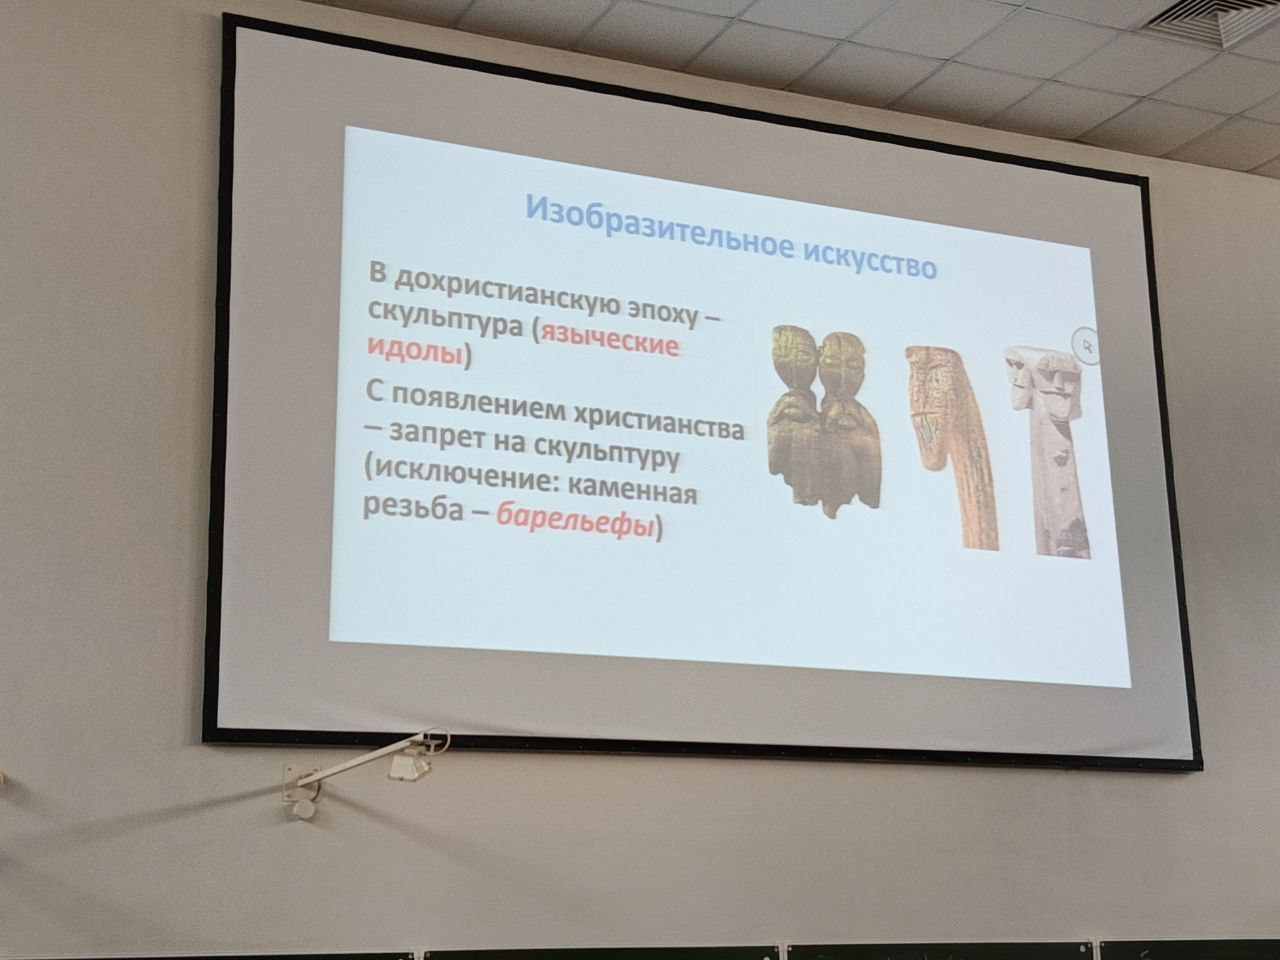 Изобразительное искусство
В дохристианскую эпоху –
скульптура (языческие
идолы)
С появлением христианства
– запрет на скульптуру
(исключение: каменная
резьба – барельефы)